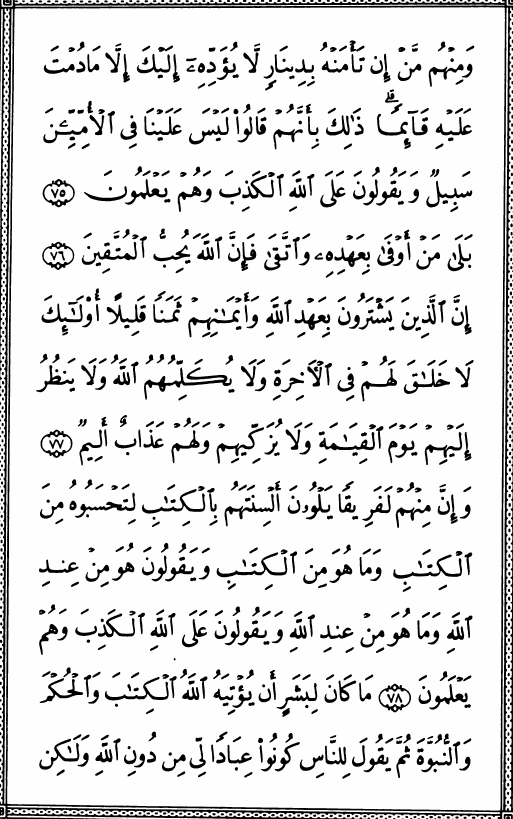 وَمِنْهُم مَّنْ إِن تَأْمَنْهُ بِدِينَارٍ لَّا يُؤَدِّهِۦٓ إِلَيْكَ إِلَّا مَا دُمْتَ
عَلَيْهِ قَآئِمًا ۗ ذَٰلِكَ بِأَنَّهُمْ قَالُوا۟ لَيْسَ عَلَيْنَا فِى ٱلْأُمِّيِّـۧنَ
سَبِيلٌ وَيَقُولُونَ عَلَى ٱللَّهِ ٱلْكَذِبَ وَهُمْ يَعْلَمُونَ ٧٥
بَلَىٰ مَنْ أَوْفَىٰ بِعَهْدِهِۦ وَٱتَّقَىٰ فَإِنَّ ٱللَّهَ يُحِبُّ ٱلْمُتَّقِينَ ٧٦
إِنَّ ٱلَّذِينَ يَشْتَرُونَ بِعَهْدِ ٱللَّهِ وَأَيْمَـٰنِهِمْ ثَمَنًا قَلِيلًا أُو۟لَـٰٓئِكَ
لَا خَلَـٰقَ لَهُمْ فِى ٱلْـَٔاخِرَةِ وَلَا يُكَلِّمُهُمُ ٱللَّهُ وَلَا يَنظُرُ
إِلَيْهِمْ يَوْمَ ٱلْقِيَـٰمَةِ وَلَا يُزَكِّيهِمْ وَلَهُمْ عَذَابٌ أَلِيمٌ ٧٧
وَإِنَّ مِنْهُمْ لَفَرِيقًا يَلْوُۥنَ أَلْسِنَتَهُم بِٱلْكِتَـٰبِ لِتَحْسَبُوهُ مِنَ
ٱلْكِتَـٰبِ وَمَا هُوَ مِنَ ٱلْكِتَـٰبِ وَيَقُولُونَ هُوَ مِنْ عِندِ
ٱللَّهِ وَمَا هُوَ مِنْ عِندِ ٱللَّهِ وَيَقُولُونَ عَلَى ٱللَّهِ ٱلْكَذِبَ وَهُمْ
يَعْلَمُونَ ٧٨ مَا كَانَ لِبَشَرٍ أَن يُؤْتِيَهُ ٱللَّهُ ٱلْكِتَـٰبَ وَٱلْحُكْمَ
وَٱلنُّبُوَّةَ ثُمَّ يَقُولَ لِلنَّاسِ كُونُوا۟ عِبَادًا لِّى مِن دُونِ ٱللَّهِ وَلَـٰكِن